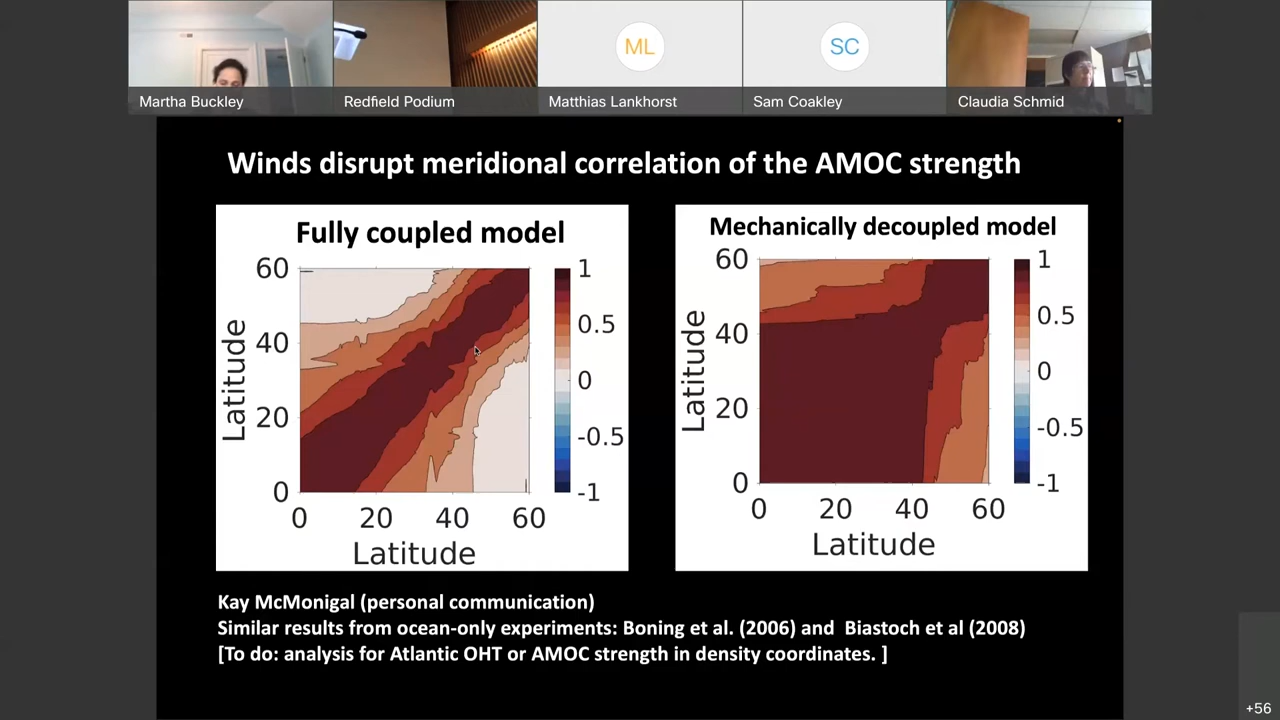 ML
SC
Martha Buckley
Redfield Podium
Matthias Lankhorst
Sam Coakley
Claudia Schmid
Winds disrupt meridional correlation of the AMOC strength
Fully coupled model
60
40
20
0
Latitude
0 20 40 60
Latitude
1
0.5
0
-0.5
-1
Mechanically decoupled model
60
40
20
0
Latitude
0 20 40 60
Latitude
1
0.5
0
-0.5
-1
Kay McMonigal (personal communication)
Similar results from ocean-only experiments: Boning et al. (2006) and Biastoch et al (2008)
[To do: analysis for Atlantic OHT or AMOC strength in density coordinates. ]
+56